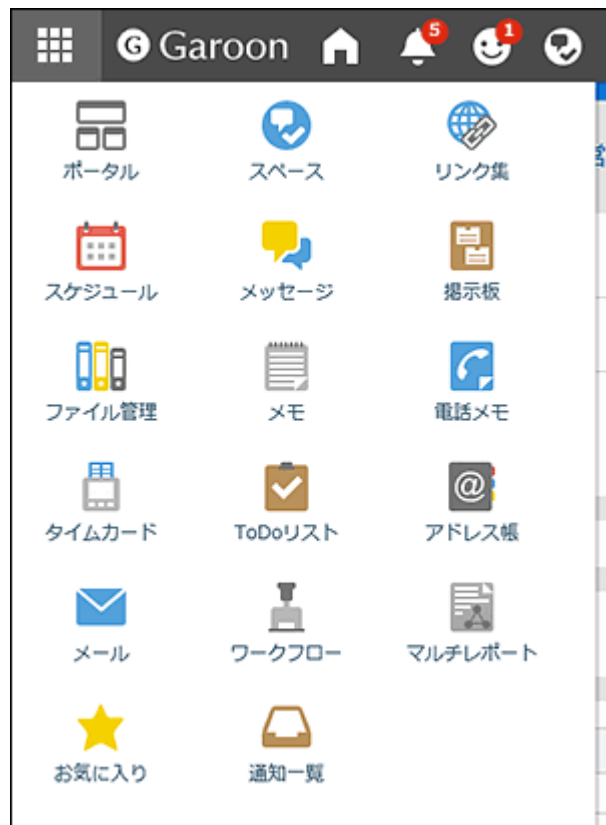 G Garoon 5 1
ポータル スペース リンク集
スケジュール メッセージ 掲示板
ファイル管理 メモ 電話メモ
@
タイムカード ToDoリスト アドレス帳
メール ワークフロー マルチレポート
お気に入り 通知一覧